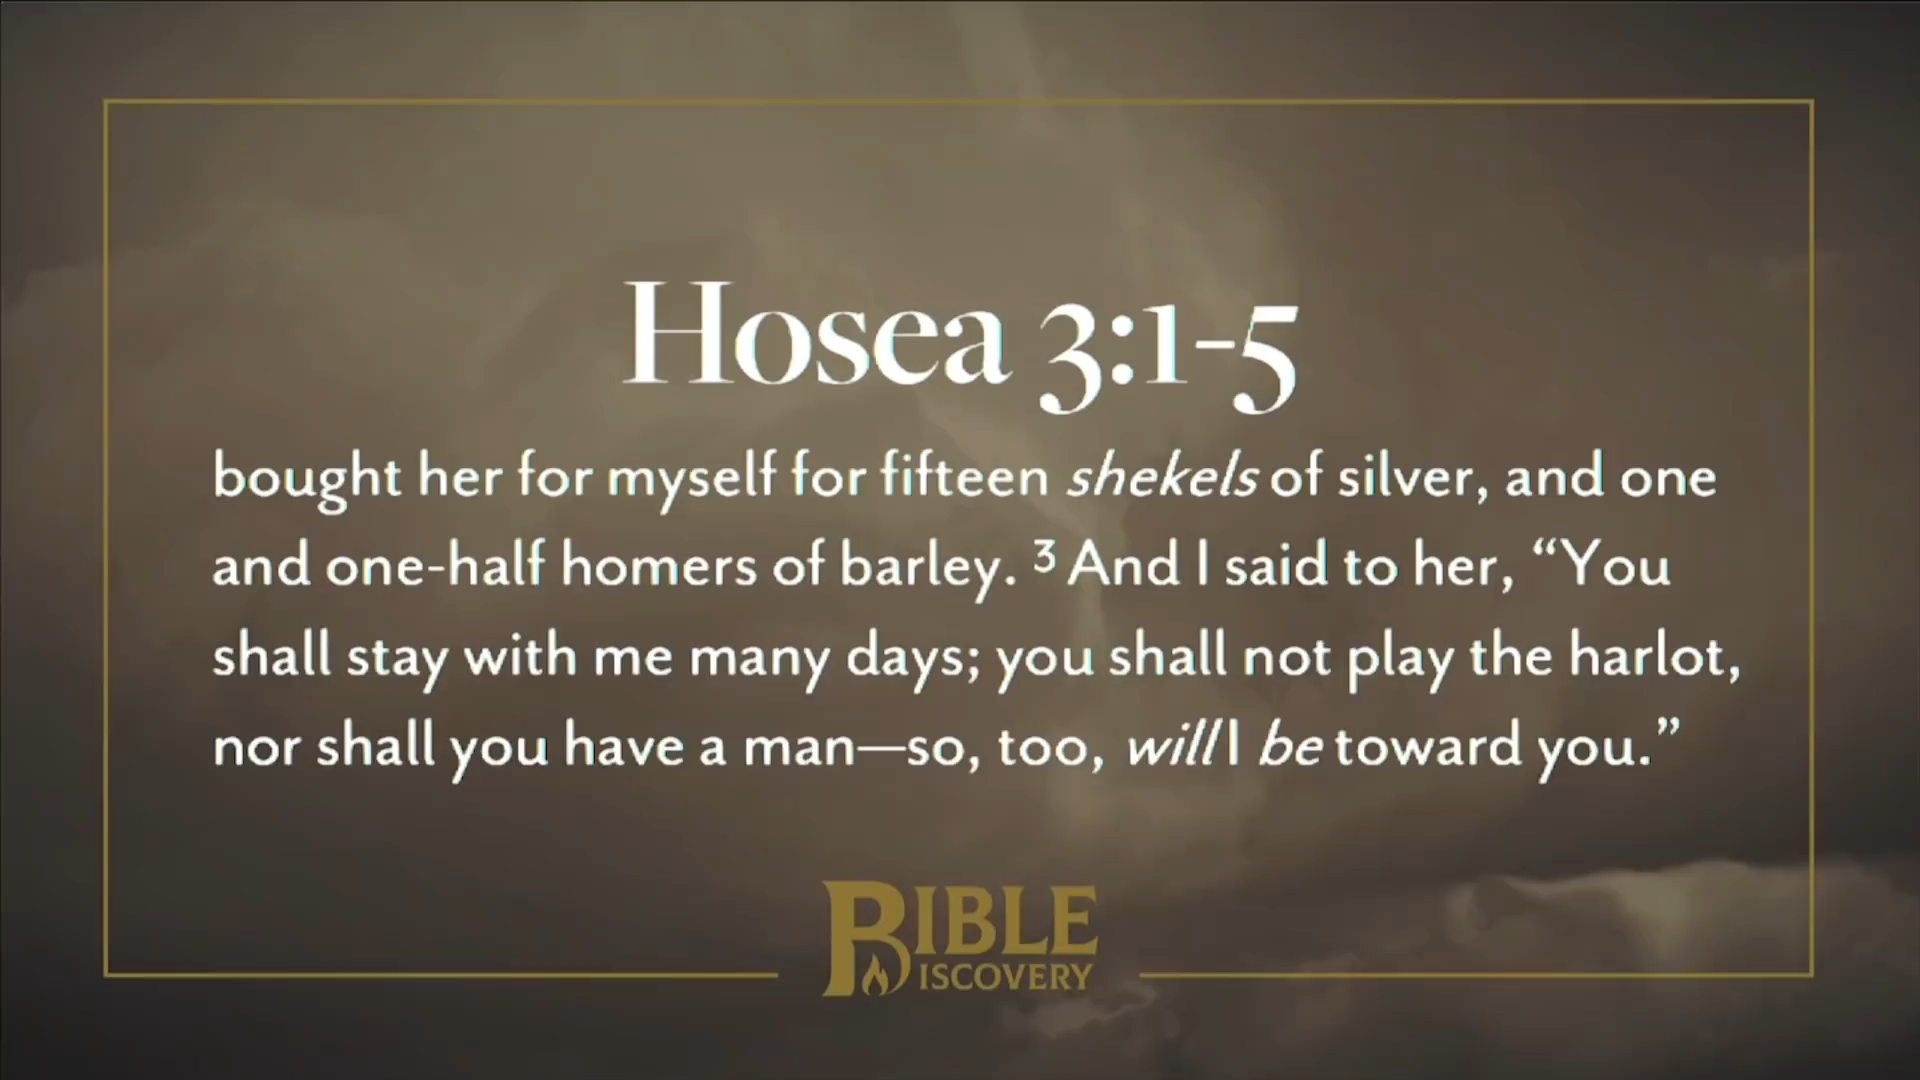 Hosea 3:1-5
bought her for myself for fifteen shekels of silver, and one
and one-half homers of barley. ³ And I said to her, “You
shall stay with me many days; you shall not play the harlot,
nor shall you have a man—so, too, will I be toward you.”
BIBLE
DISCOVERY